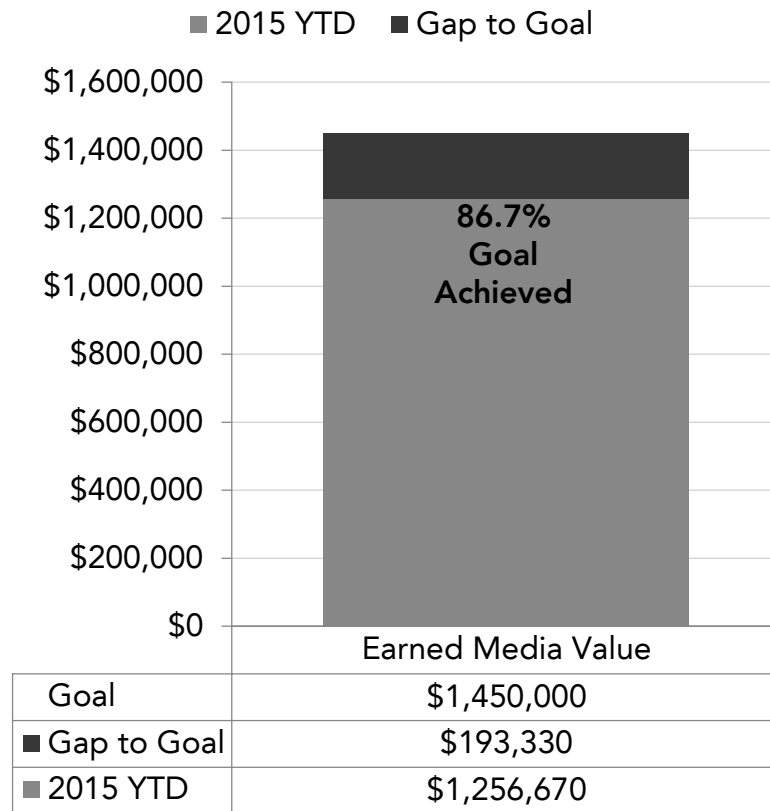 2015 YTD Gap to Goal
$1,600,000
$1,400,000
$1,200,000
$1,000,000
$800,000
$600,000
$400,000
$200,000
$0
86.7%
Goal
Achieved
Earned Media Value
Goal $1,450,000
Gap to Goal $193,330
2015 YTD $1,256,670